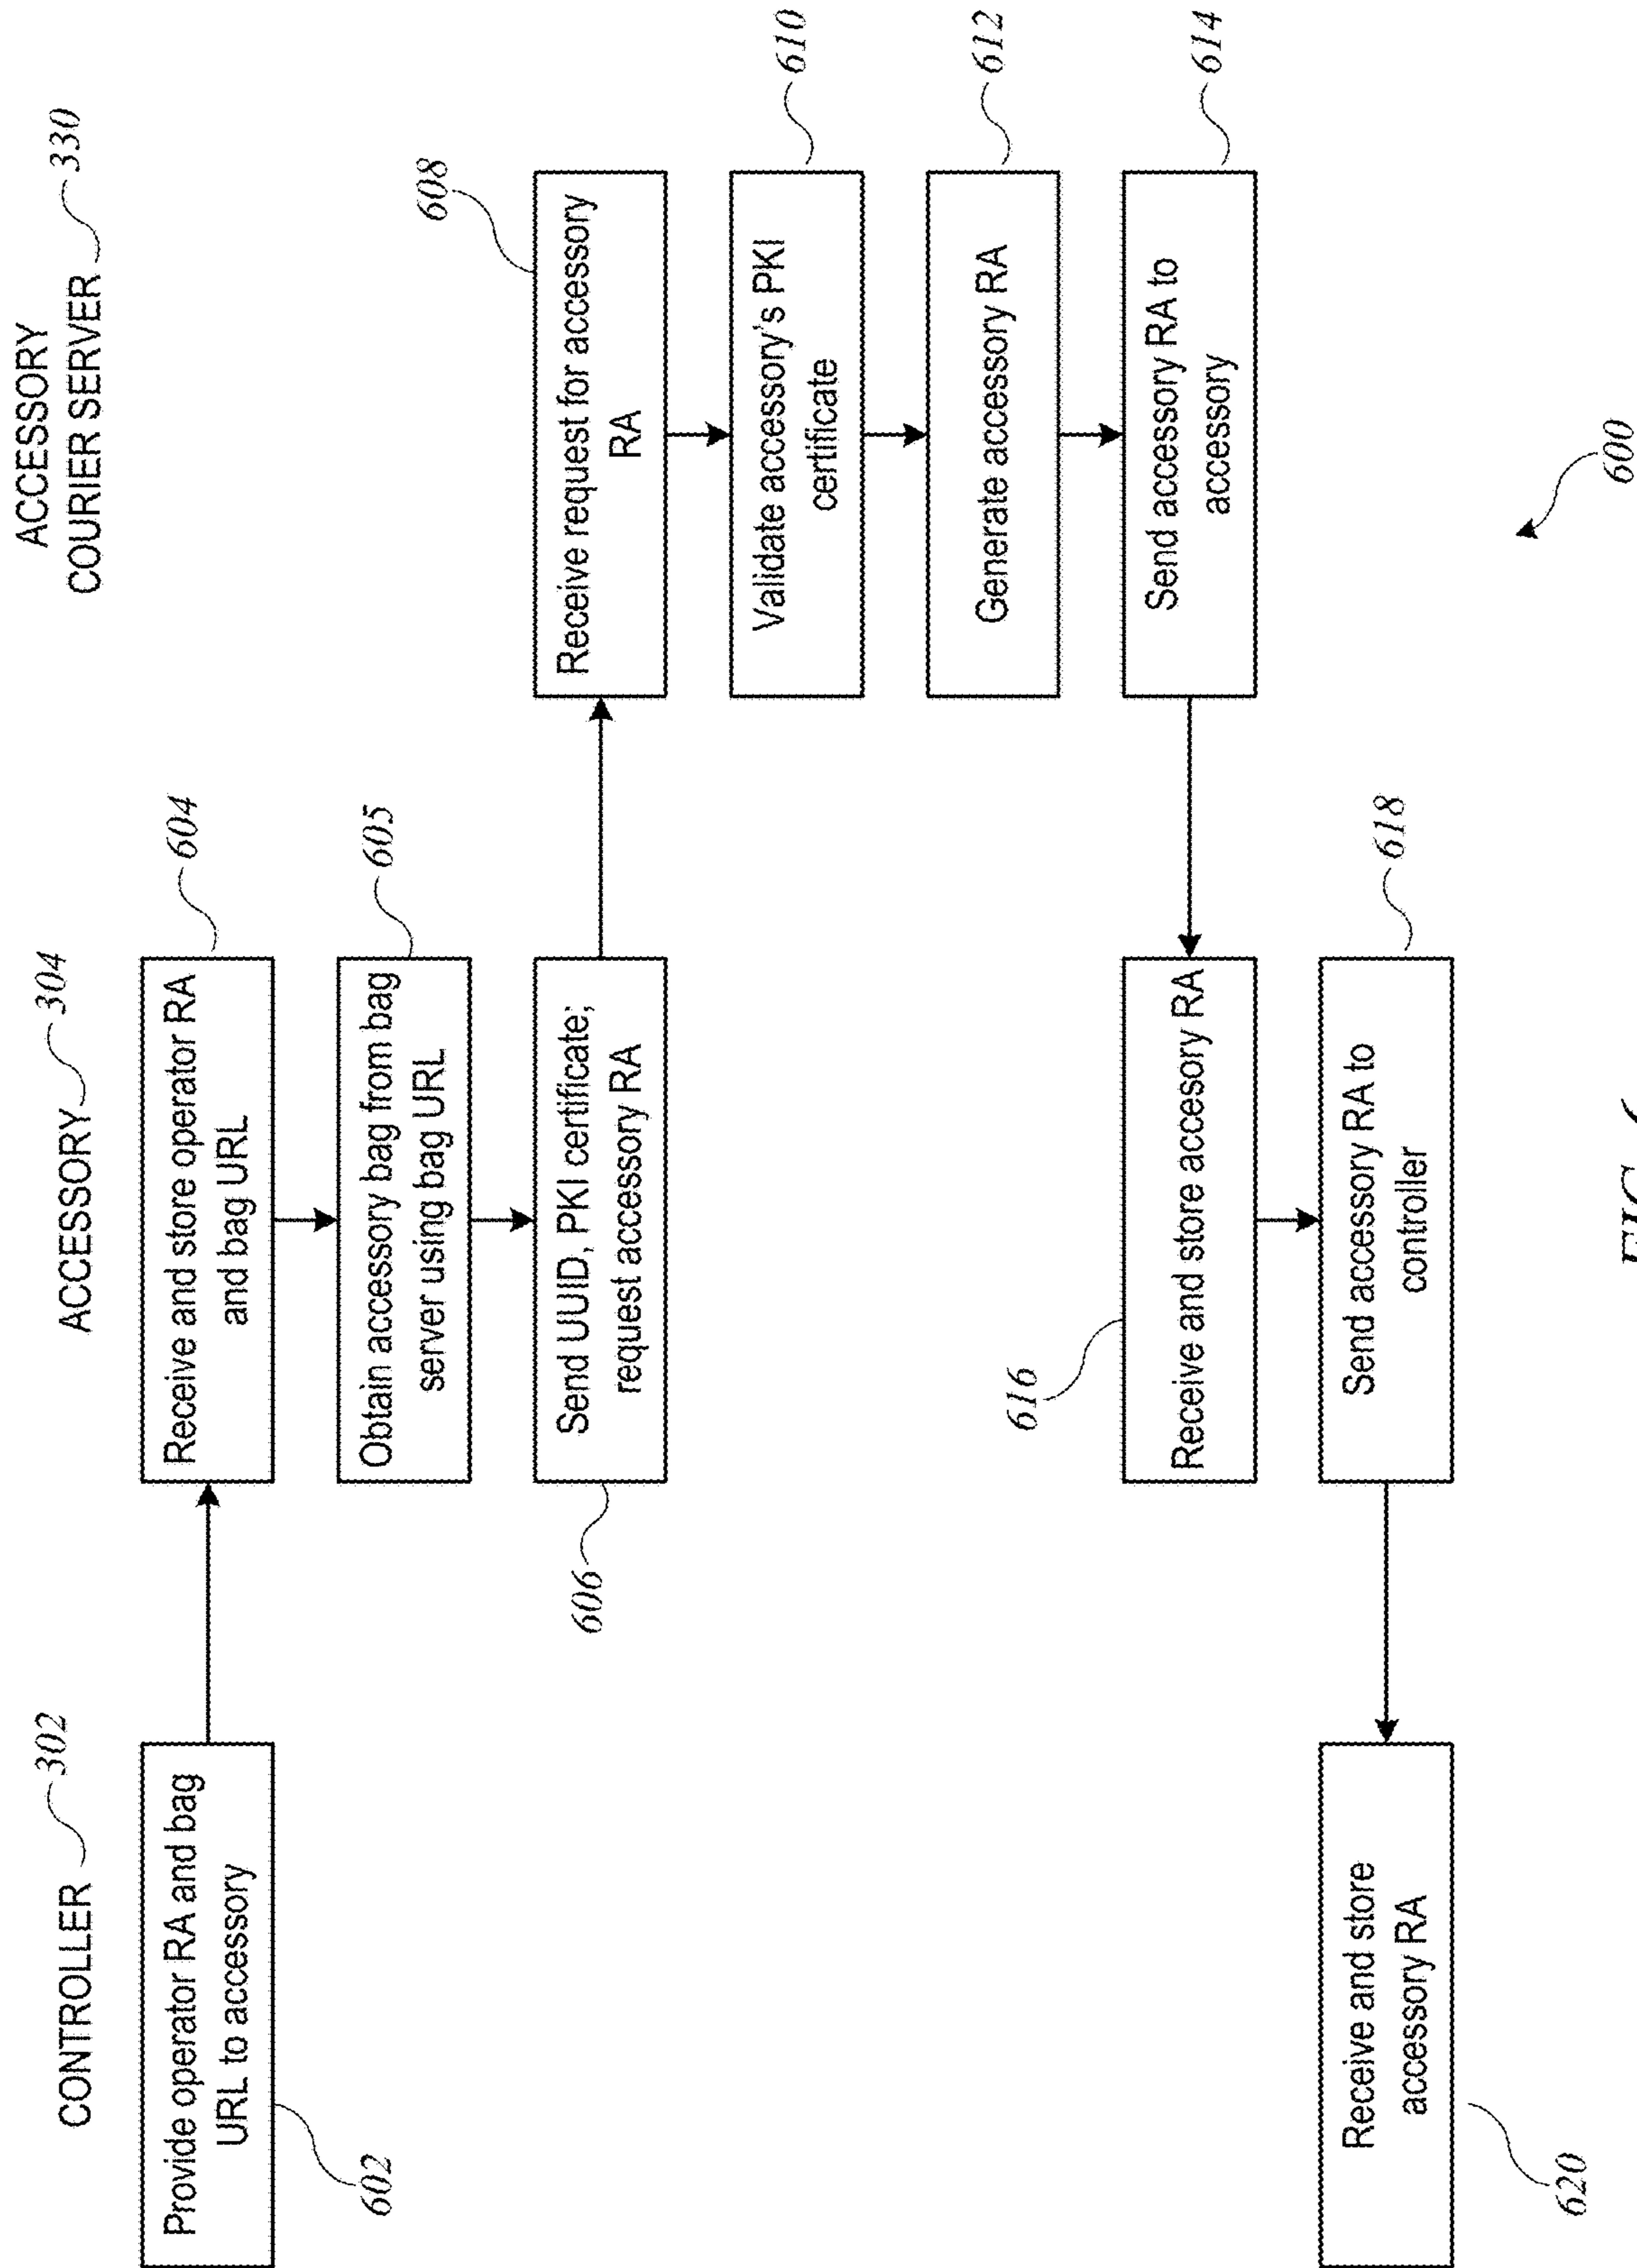 CONTROLLER 302
ACCESSORY 304
ACCESSORY
COURIER SERVER 330
Provide operator RA and bag
URL to accessory
602
Receive and store operator RA
and bag URL
604
Obtain accessory bag from bag
server using bag URL
605
Send UUID, PKI certificate;
request accessory RA
606
Receive request for accessory
RA
608
Validate accessory's PKI
certificate
610
Generate accessory RA
612
Send accessory RA to
accessory
614
Receive and store accessory RA
616
Send accessory RA to
controller
618
Receive and store
accessory RA
620
600
FIG.